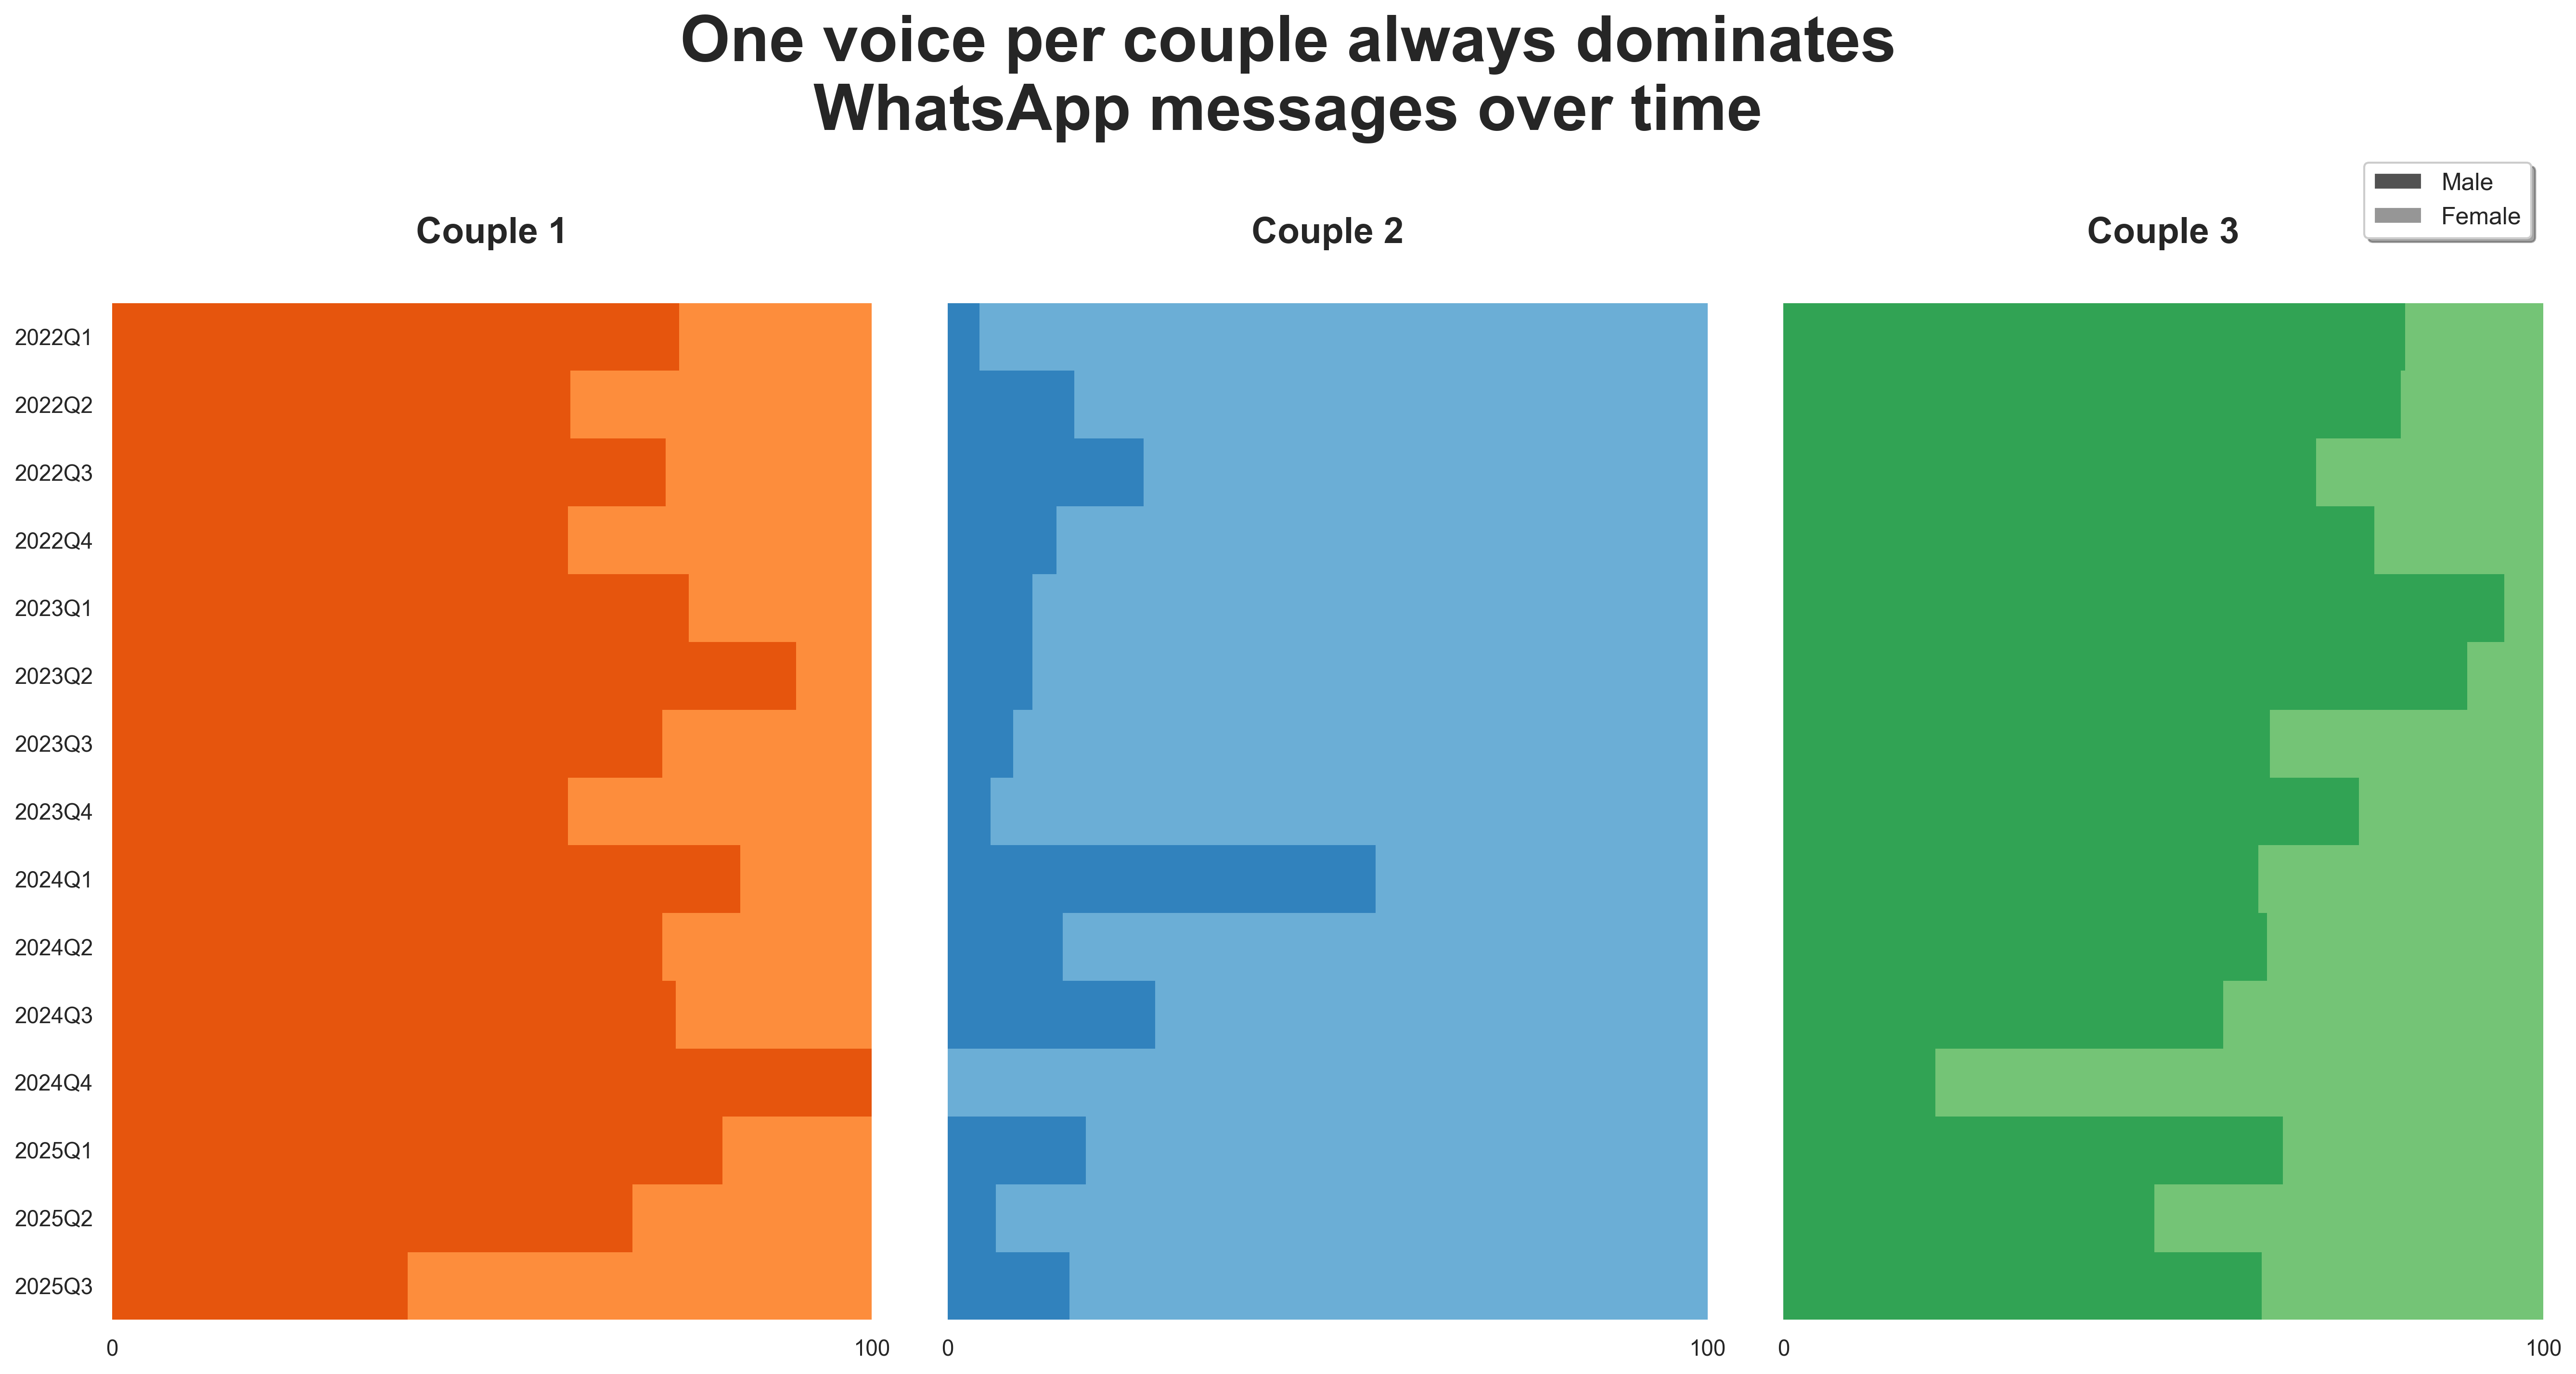 One voice per couple always dominates
WhatsApp messages over time
Male
Female
Couple 1
Couple 2
Couple 3
2022Q1
2022Q2
2022Q3
2022Q4
2023Q1
2023Q2
2023Q3
2023Q4
2024Q1
2024Q2
2024Q3
2024Q4
2025Q1
2025Q2
2025Q3
0 100
0 100
0 100